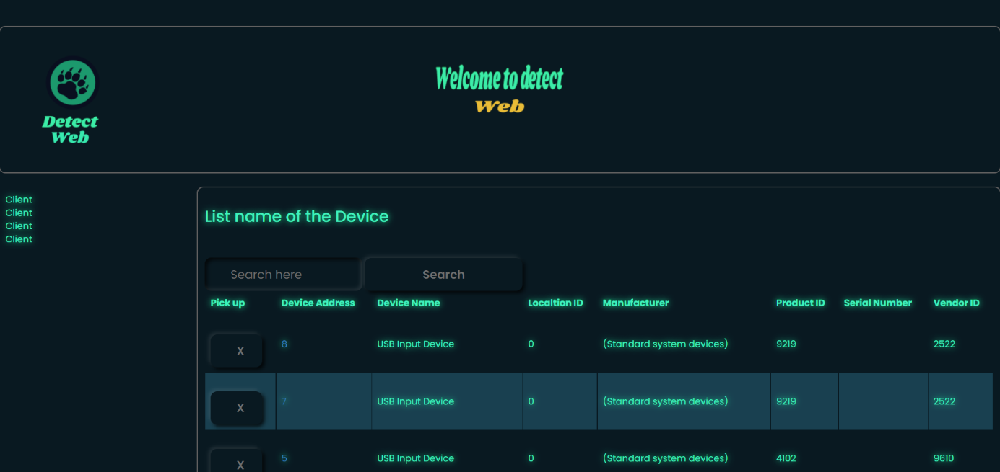 Welcome to detect
Web
Detect
Web
Client
Client
Client
Client
List name of the Device
Search here Search
Pick up Device Address Device Name Localtion ID Manufacturer Product ID Serial Number Vendor ID
X 8 USB Input Device 0 (Standard system devices) 9219 2522
X 7 USB Input Device 0 (Standard system devices) 9219 2522
X 5 USB Input Device 0 (Standard system devices) 4102 9610